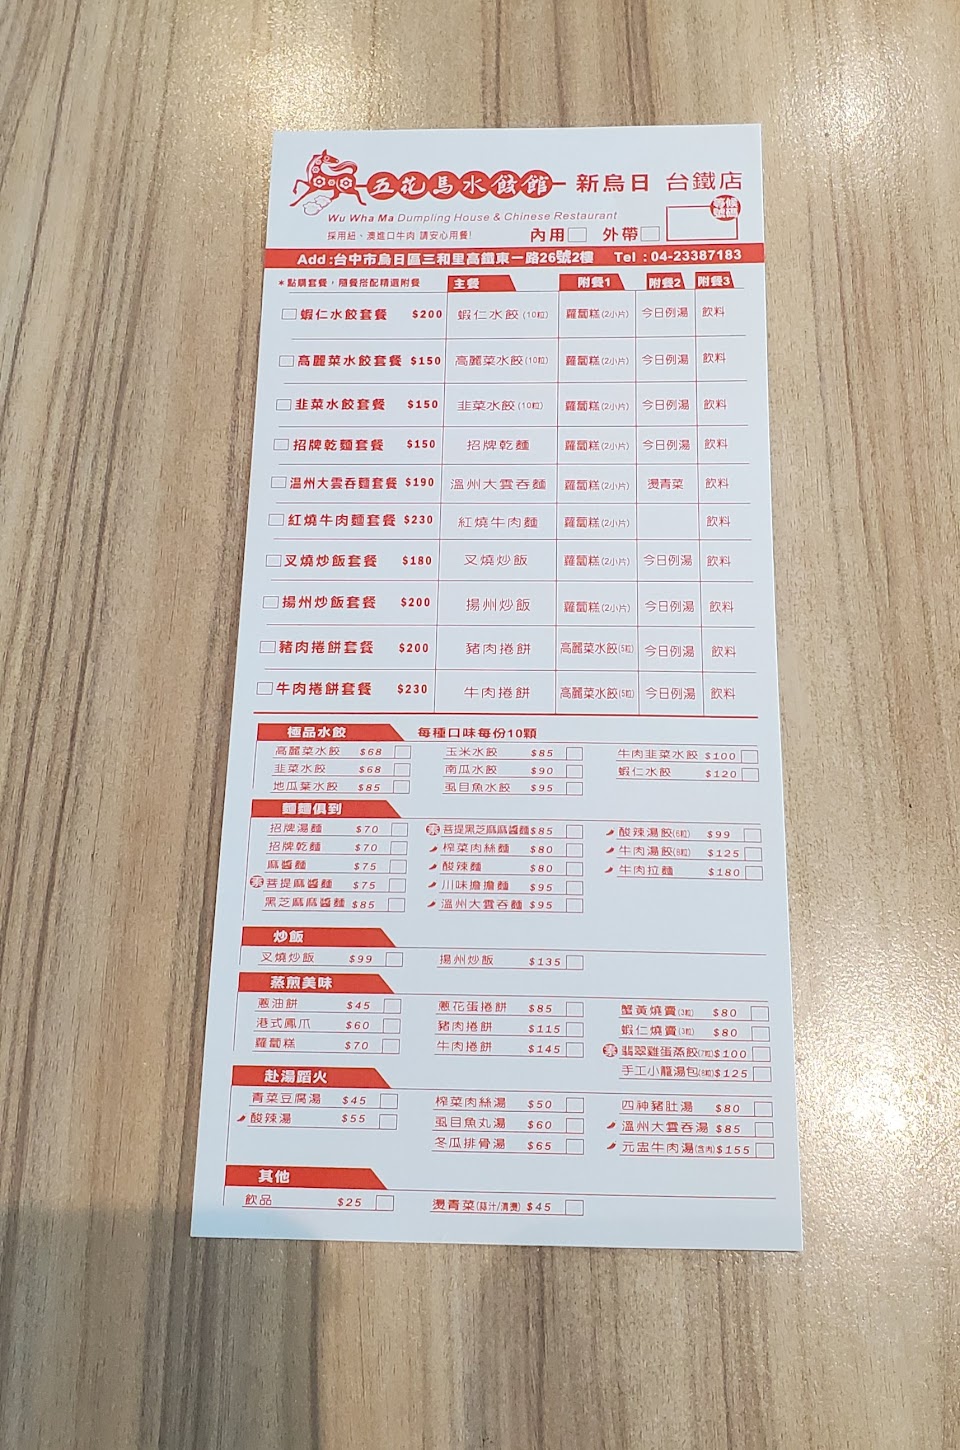 五花馬水餃館 新烏日 台鐵店
Wu Wha Ma Dumpling House & Chinese Restaurant
採用紐、澳進口牛肉 請安心用餐! 內用 外帶
Add:台中市烏日區三和里高鐵東一路26號2樓 Tel :04-23387183
*點購套餐，隨餐搭配精選附餐 主餐 附餐1 附餐2 附餐3
蝦仁水餃套餐 $200 蝦仁水餃(10粒) 蘿蔔糕(2小片) 今日例湯 飲料
高麗菜水餃套餐 $150 高麗菜水餃(10粒) 蘿蔔糕(2小片) 今日例湯 飲料
韭菜水餃套餐 $150 韭菜水餃(10粒) 蘿蔔糕(2小片) 今日例湯 飲料
招牌乾麵套餐 $150 招牌乾麵 蘿蔔糕(2小片) 今日例湯 飲料
溫州大雲吞麵套餐 $190 溫州大雲吞麵 蘿蔔糕(2小片) 燙青菜 飲料
紅燒牛肉麵套餐 $230 紅燒牛肉麵 蘿蔔糕(2小片) 飲料
叉燒炒飯套餐 $180 叉燒炒飯 蘿蔔糕(2小片) 今日例湯 飲料
揚州炒飯套餐 $200 揚州炒飯 蘿蔔糕(2小片) 今日例湯 飲料
豬肉捲餅套餐 $200 豬肉捲餅 高麗菜水餃(5粒) 今日例湯 飲料
牛肉捲餅套餐 $230 牛肉捲餅 高麗菜水餃(5粒) 今日例湯 飲料
極品水餃 每種口味每份10顆
高麗菜水餃 $68 玉米水餃 $85 牛肉韭菜水餃 $100
韭菜水餃 $68 南瓜水餃 $90 蝦仁水餃 $120
地瓜葉水餃 $85 虱目魚水餃 $95
麵麵俱到
招牌湯麵 $70 素 菩提黑芝麻麻醬麵 $85 酸辣湯餃(6粒) $99
招牌乾麵 $70 榨菜肉絲麵 $80 牛肉湯餃(8粒) $125
麻醬麵 $75 酸辣麵 $80 牛肉拉麵 $180
素 菩提麻醬麵 $75 川味擔擔麵 $95
黑芝麻麻醬麵 $85 溫州大雲吞麵 $95
炒飯
叉燒炒飯 $99 揚州炒飯 $135
蒸煎美味
蔥油餅 $45 蔥花蛋捲餅 $85 蟹黃燒賣(3粒) $80
港式鳳爪 $60 豬肉捲餅 $115 蝦仁燒賣(3粒) $80
蘿蔔糕 $70 牛肉捲餅 $145 素 翡翠雞蛋蒸餃(7粒) $100
手工小籠湯包(8粒) $125
赴湯蹈火
青菜豆腐湯 $45 榨菜肉絲湯 $50 四神豬肚湯 $80
酸辣湯 $55 虱目魚丸湯 $60 溫州大雲吞湯 $85
冬瓜排骨湯 $65 元盅牛肉湯(含肉) $155
其他
飲品 $25 燙青菜(蒜汁/清燙) $45